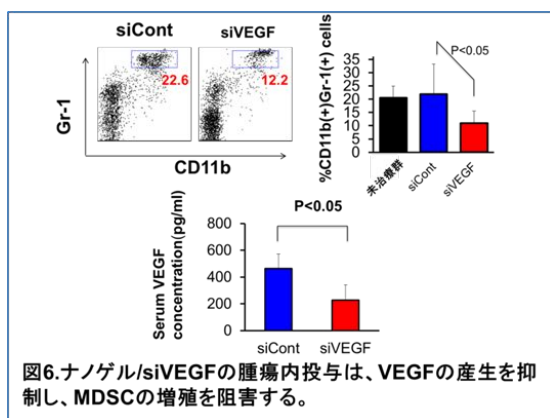 siCont siVEGF
22.6 12.2
Gr-1
CD11b
P<0.05
%CD11b(+)Gr-1(+) cells
35
30
25
20
15
10
5
0
未治療群 siCont siVEGF
P<0.05
Serum VEGF
concentration(pg/ml)
800
600
400
200
0
siCont siVEGF
図6.ナノゲル/siVEGFの腫瘍内投与は、VEGFの産生を抑
制し、MDSCの増殖を阻害する。